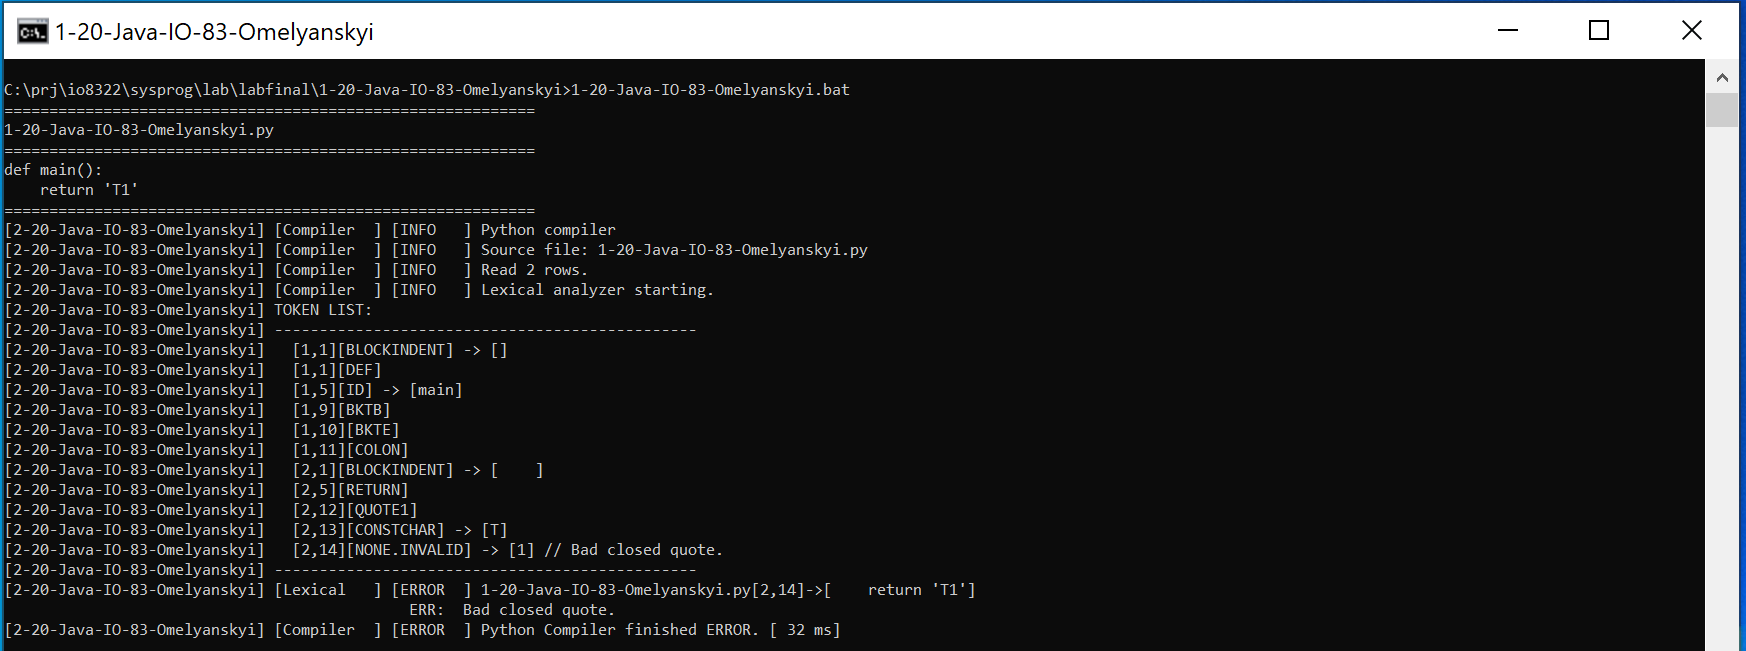 1-20-Java-IO-83-Omelyanskyi
C:\prj\io8322\sysprog\lab\labfinal\1-20-Java-IO-83-Omelyanskyi>1-20-Java-IO-83-Omelyanskyi.bat
===========================================================
1-20-Java-IO-83-Omelyanskyi.py
===========================================================
def main():
    return 'T1'
===========================================================
[2-20-Java-IO-83-Omelyanskyi] [Compiler  ] [INFO   ] Python compiler
[2-20-Java-IO-83-Omelyanskyi] [Compiler  ] [INFO   ] Source file: 1-20-Java-IO-83-Omelyanskyi.py
[2-20-Java-IO-83-Omelyanskyi] [Compiler  ] [INFO   ] Read 2 rows.
[2-20-Java-IO-83-Omelyanskyi] [Compiler  ] [INFO   ] Lexical analyzer starting.
[2-20-Java-IO-83-Omelyanskyi] TOKEN LIST:
[2-20-Java-IO-83-Omelyanskyi] -----------------------------------------------
[2-20-Java-IO-83-Omelyanskyi]   [1,1][BLOCKINDENT] -> []
[2-20-Java-IO-83-Omelyanskyi]   [1,1][DEF]
[2-20-Java-IO-83-Omelyanskyi]   [1,5][ID] -> [main]
[2-20-Java-IO-83-Omelyanskyi]   [1,9][BKTB]
[2-20-Java-IO-83-Omelyanskyi]   [1,10][BKTE]
[2-20-Java-IO-83-Omelyanskyi]   [1,11][COLON]
[2-20-Java-IO-83-Omelyanskyi]   [2,1][BLOCKINDENT] -> [    ]
[2-20-Java-IO-83-Omelyanskyi]   [2,5][RETURN]
[2-20-Java-IO-83-Omelyanskyi]   [2,12][QUOTE1]
[2-20-Java-IO-83-Omelyanskyi]   [2,13][CONSTCHAR] -> [T]
[2-20-Java-IO-83-Omelyanskyi]   [2,14][NONE.INVALID] -> [1] // Bad closed quote.
[2-20-Java-IO-83-Omelyanskyi] -----------------------------------------------
[2-20-Java-IO-83-Omelyanskyi] [Lexical   ] [ERROR  ] 1-20-Java-IO-83-Omelyanskyi.py[2,14]->[    return 'T1']
                                             ERR:  Bad closed quote.
[2-20-Java-IO-83-Omelyanskyi] [Compiler  ] [ERROR  ] Python Compiler finished ERROR. [ 32 ms]